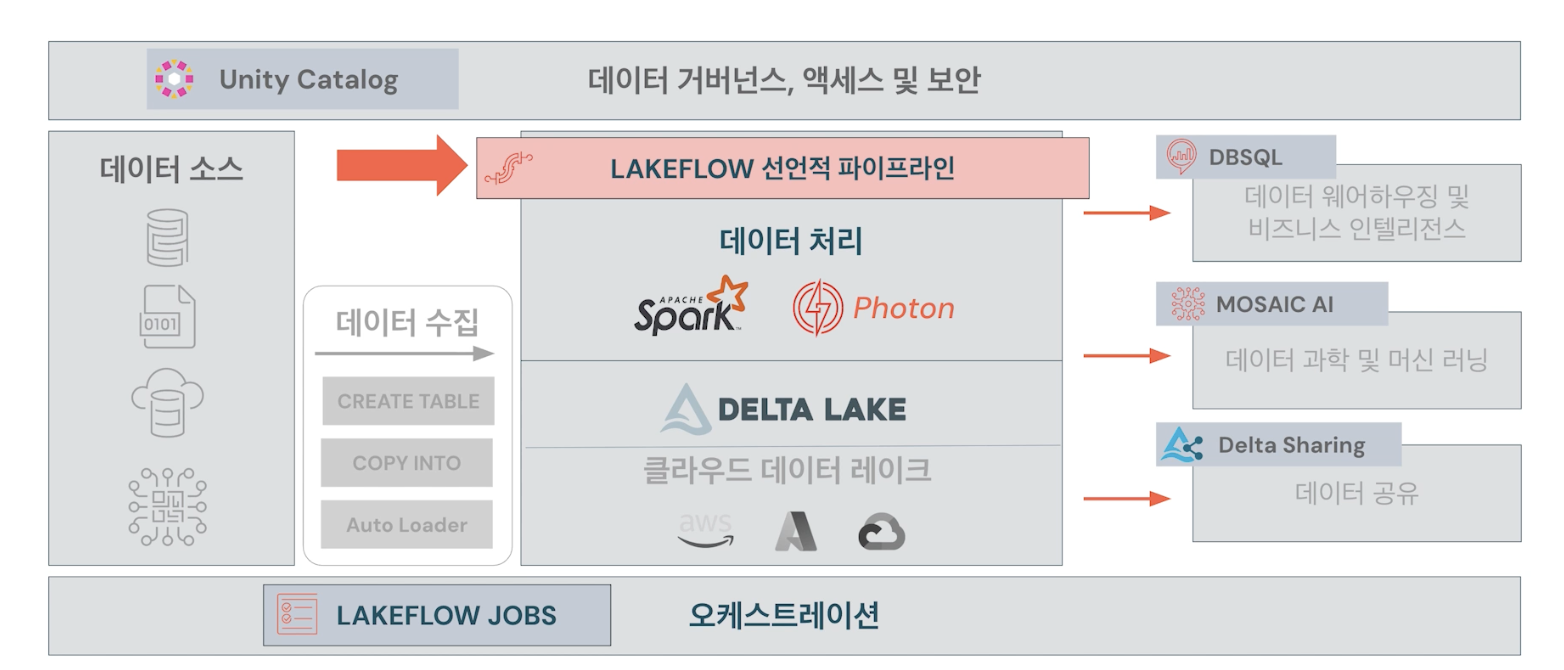 Unity Catalog
데이터 거버넌스, 액세스 및 보안
데이터 소스
0101
데이터 수집
CREATE TABLE
COPY INTO
Auto Loader
LAKEFLOW 선언적 파이프라인
데이터 처리
APACHE
Spark™
Photon
DELTA LAKE
클라우드 데이터 레이크
aws
DBSQL
데이터 웨어하우징 및
비즈니스 인텔리전스
MOSAIC AI
데이터 과학 및 머신 러닝
Delta Sharing
데이터 공유
LAKEFLOW JOBS
오케스트레이션